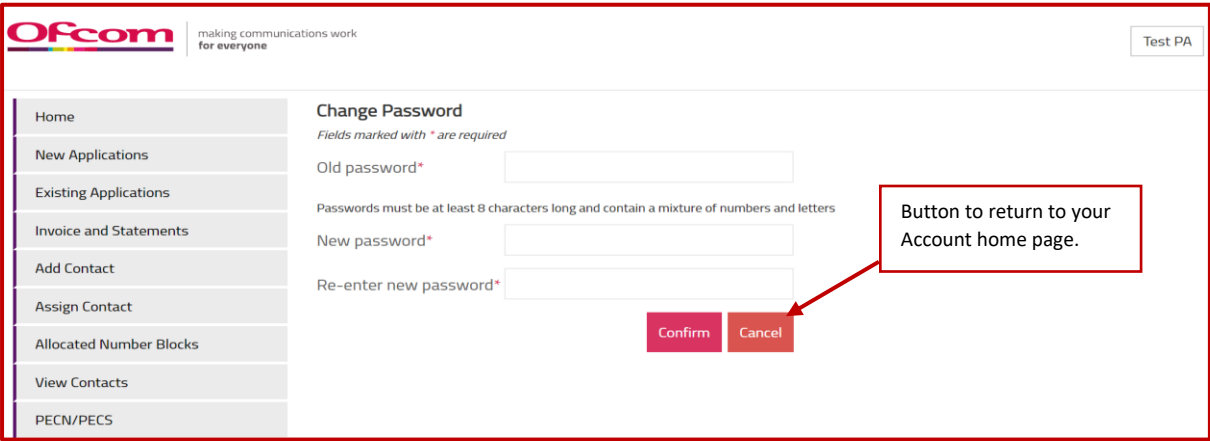 Ofcom
making communications work
for everyone
Test PA
Home
New Applications
Existing Applications
Invoice and Statements
Add Contact
Assign Contact
Allocated Number Blocks
View Contacts
PECN/PECS
Change Password
Fields marked with * are required
Old password*
Passwords must be at least 8 characters long and contain a mixture of numbers and letters
New password*
Re-enter new password*
Confirm
Cancel
Button to return to your
Account home page.